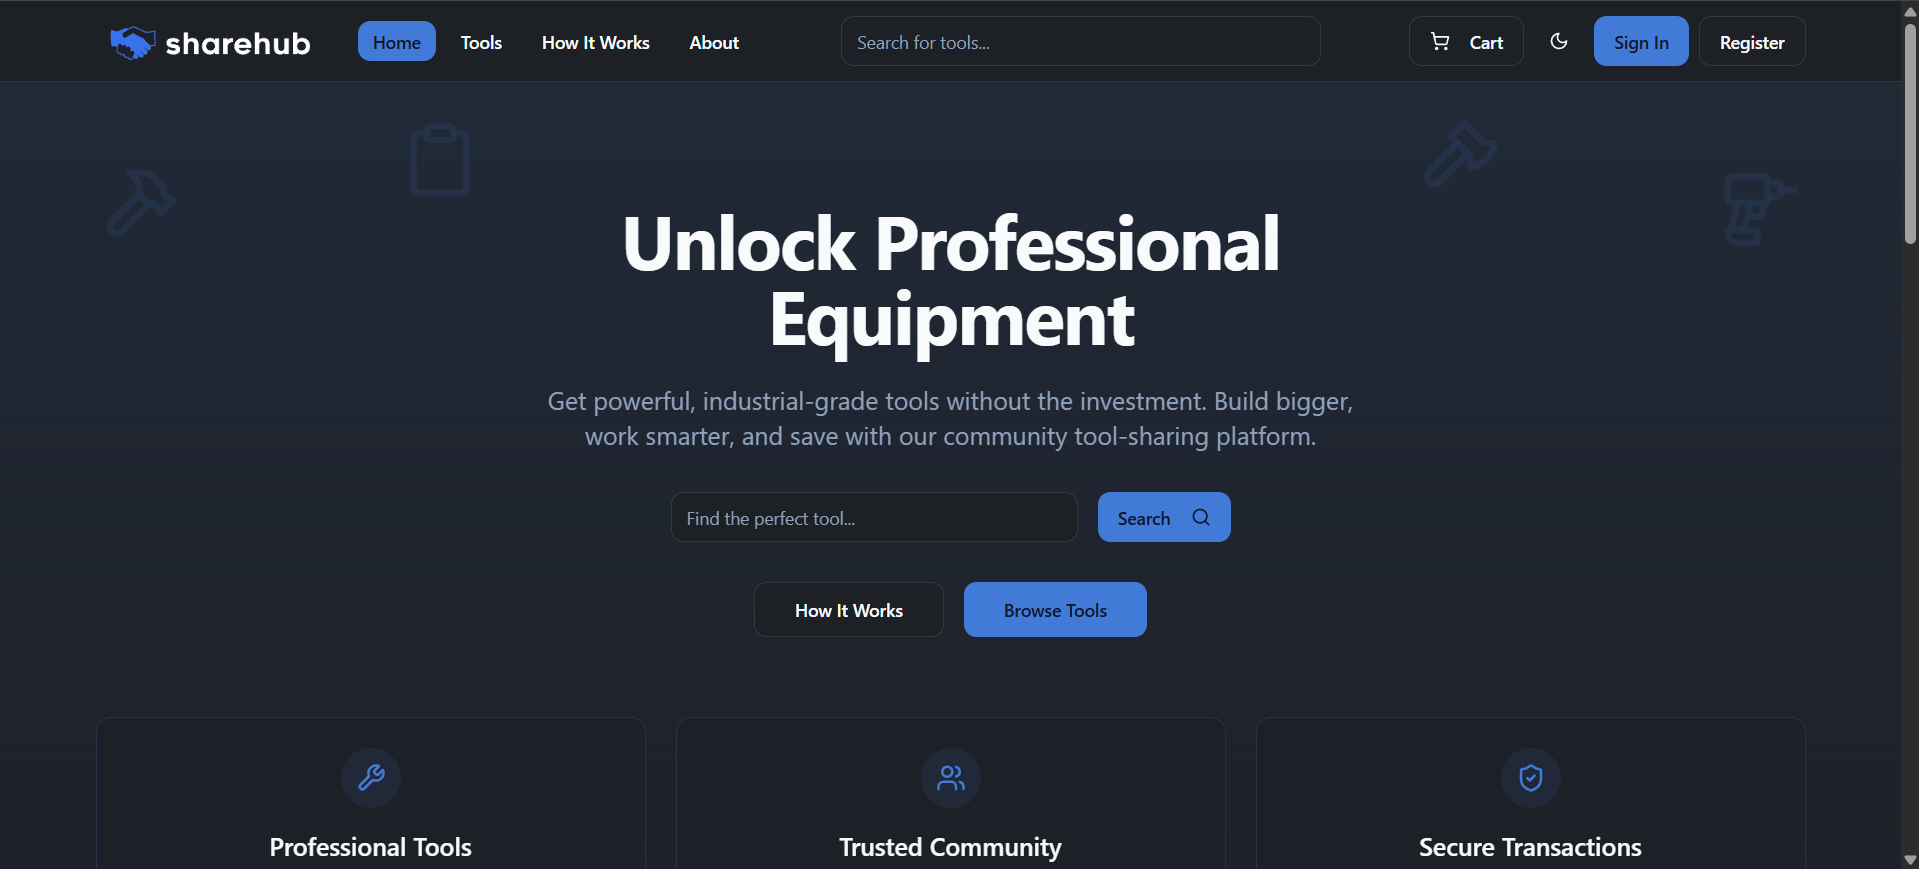 sharehub
Home
Tools
How It Works
About
Search for tools...
Cart
Sign In
Register
Unlock Professional
Equipment
Get powerful, industrial-grade tools without the investment. Build bigger,
work smarter, and save with our community tool-sharing platform.
Find the perfect tool...
Search
How It Works
Browse Tools
Professional Tools
Trusted Community
Secure Transactions